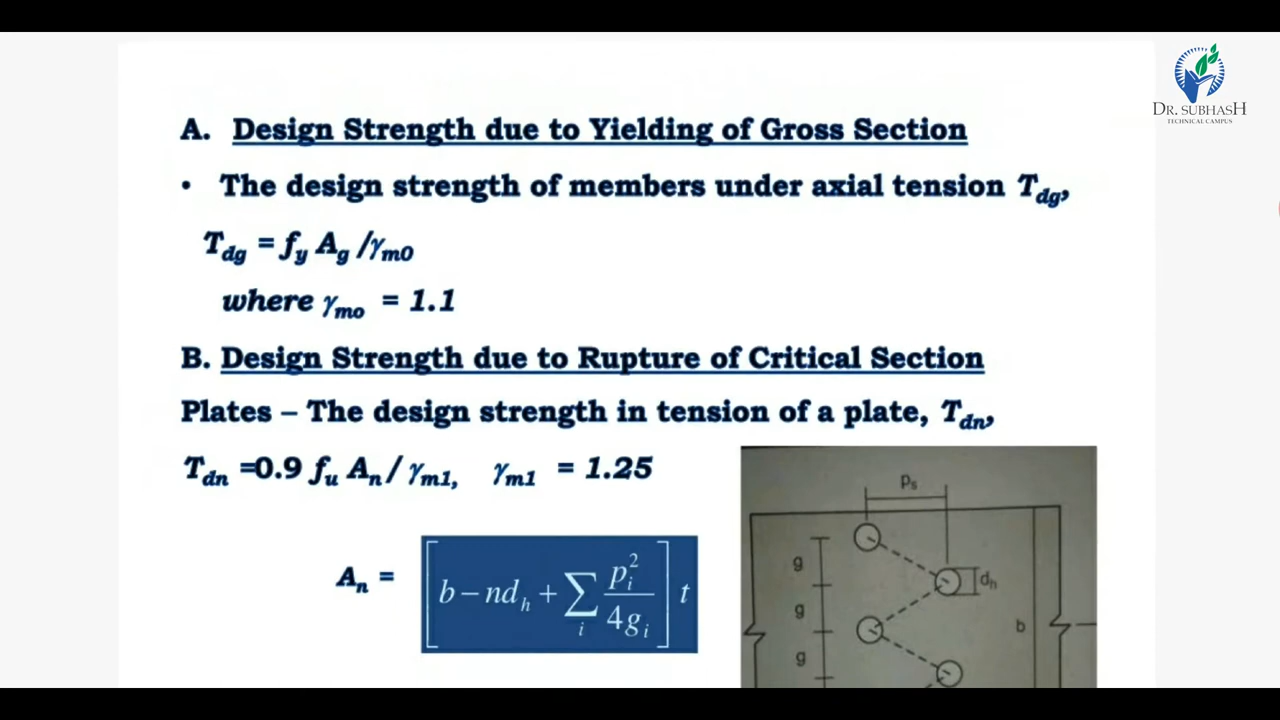 DR. SUBHASH
TECHNICAL CAMPUS
A. Design Strength due to Yielding of Gross Section
• The design strength of members under axial tension T_dg,
T_dg = f_y A_g /γ_m0
where γ_mo = 1.1
B. Design Strength due to Rupture of Critical Section
Plates – The design strength in tension of a plate, T_dn,
T_dn =0.9 f_u A_n / γ_m1, γ_m1 = 1.25
A_n = [b – nd_h + ∑_i p_i^2 / 4g_i] t
p_s
g
d_h
g
b
g